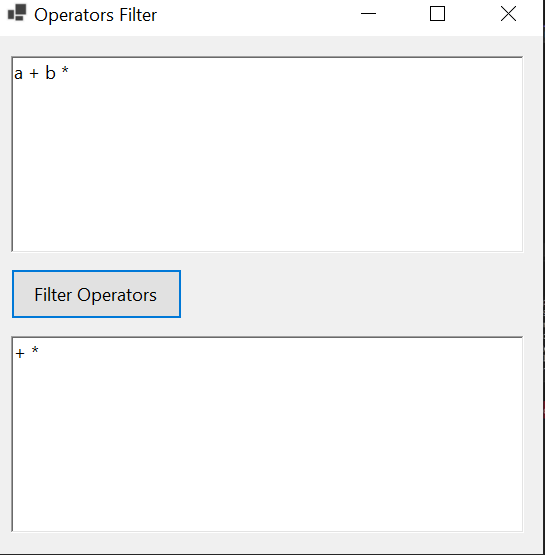 Operators Filter
a + b *
Filter Operators
+ *